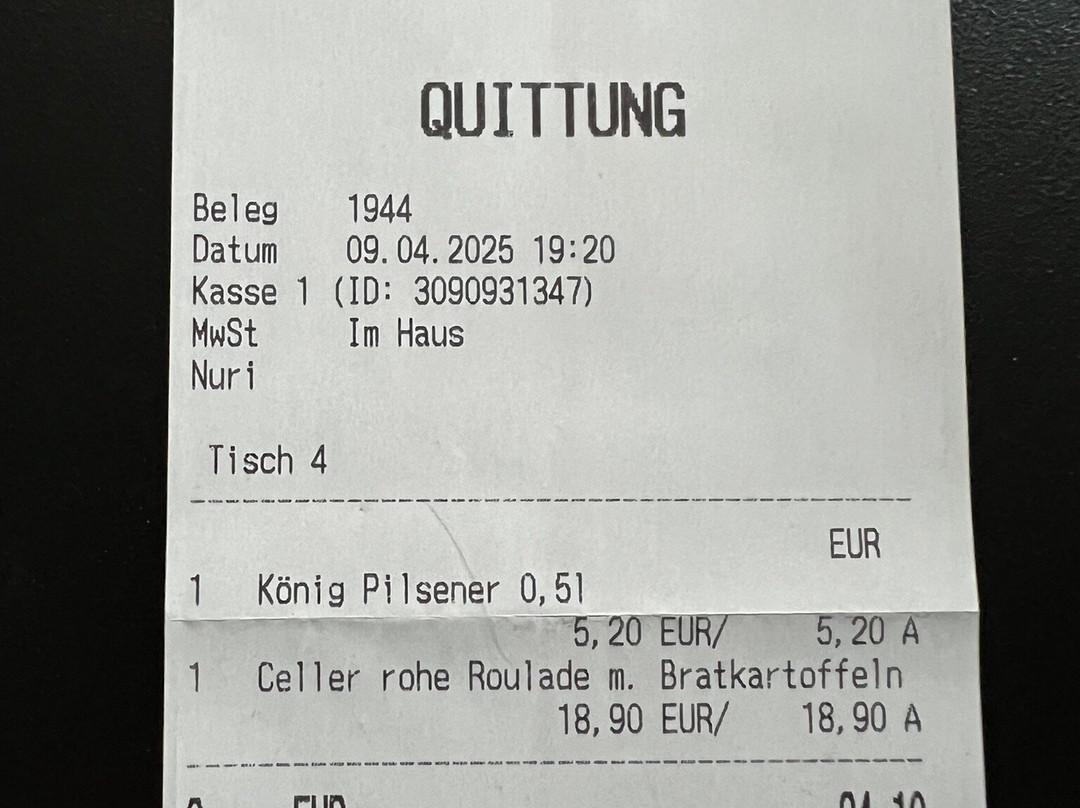 QUITTUNG
Beleg 1944
Datum 09.04.2025 19:20
Kasse 1 (ID: 3090931347)
MwSt Im Haus
Nuri
Tisch 4
EUR
1 König Pilsener 0,5l
5,20 EUR/ 5,20 A
1 Celler rohe Roulade m. Bratkartoffeln
18,90 EUR/ 18,90 A
EUR